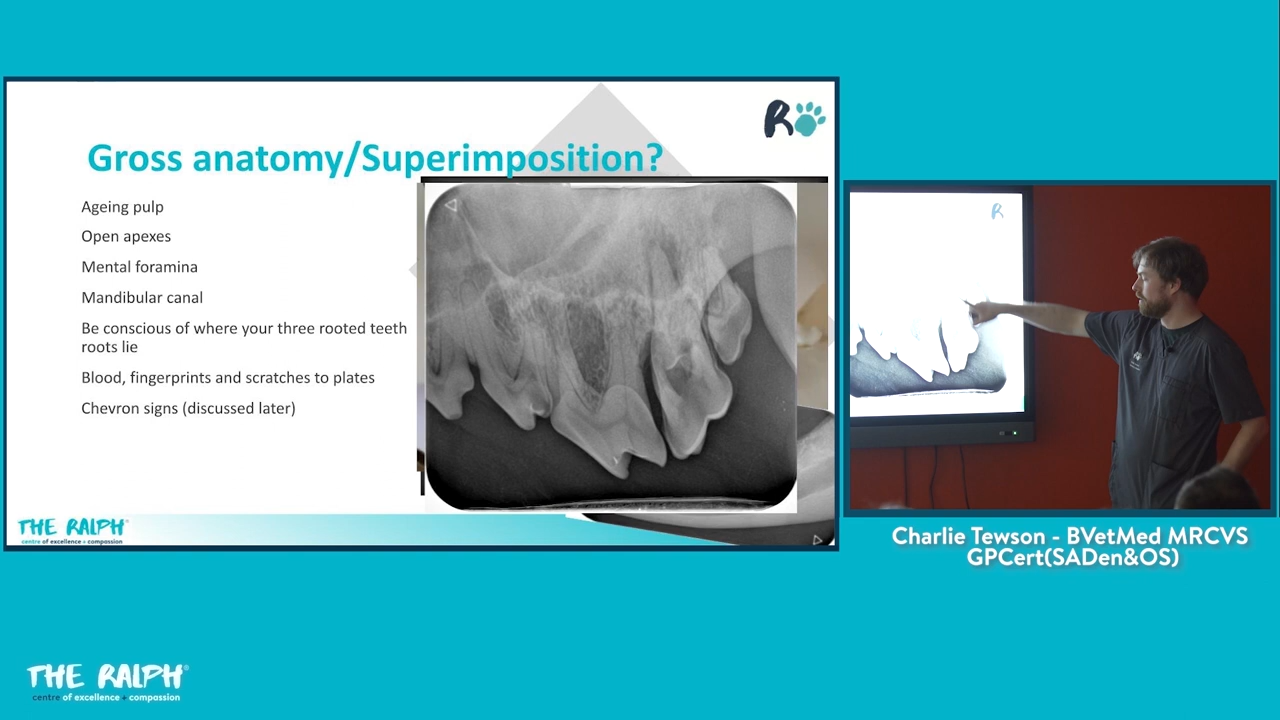 Gross anatomy/Superimposition?
Ageing pulp
Open apexes
Mental foramina
Mandibular canal
Be conscious of where your three rooted teeth
roots lie
Blood, fingerprints and scratches to plates
Chevron signs (discussed later)
R
THE RALPH®
centre of excellence + compassion
R
Charlie Tewson - BVetMed MRCVS
GPCert(SADen&OS)
THE RALPH®
centre of excellence + compassion